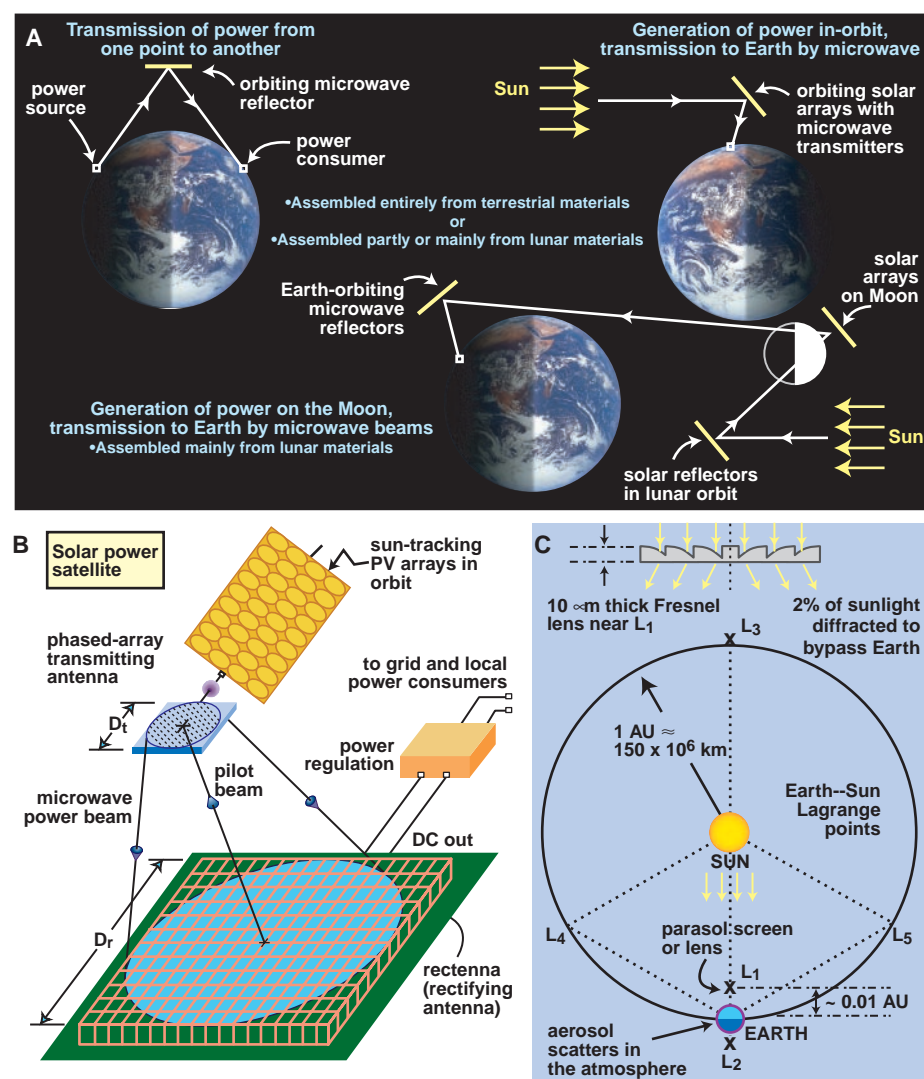 A
Transmission of power from
one point to another
orbiting microwave
reflector
power
source
power
consumer
Generation of power in-orbit,
transmission to Earth by microwave
Sun
orbiting solar
arrays with
microwave
transmitters
•Assembled entirely from terrestrial materials
or
•Assembled partly or mainly from lunar materials
Earth-orbiting
microwave
reflectors
solar
arrays
on Moon
Generation of power on the Moon,
transmission to Earth by microwave beams
•Assembled mainly from lunar materials
Sun
solar reflectors
in lunar orbit
B
Solar power
satellite
sun-tracking
PV arrays in
orbit
phased-array
transmitting
antenna
to grid and local
power consumers
Dt
power
regulation
pilot
beam
microwave
power beam
DC out
Dr
rectenna
(rectifying
antenna)
C
10 ∝m thick Fresnel
lens near L1
2% of sunlight
diffracted to
bypass Earth
L3
1 AU ≈
150 x 10⁶ km
Earth--Sun
Lagrange
points
SUN
L4
L5
parasol screen
or lens
L1
~ 0.01 AU
EARTH
aerosol
scatters in
the atmosphere
L2